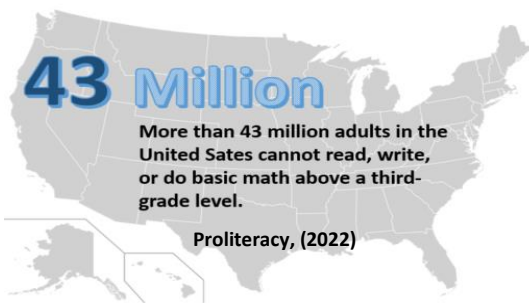 43 Million
More than 43 million adults in the
United Sates cannot read, write,
or do basic math above a third-
grade level.
Proliteracy, (2022)